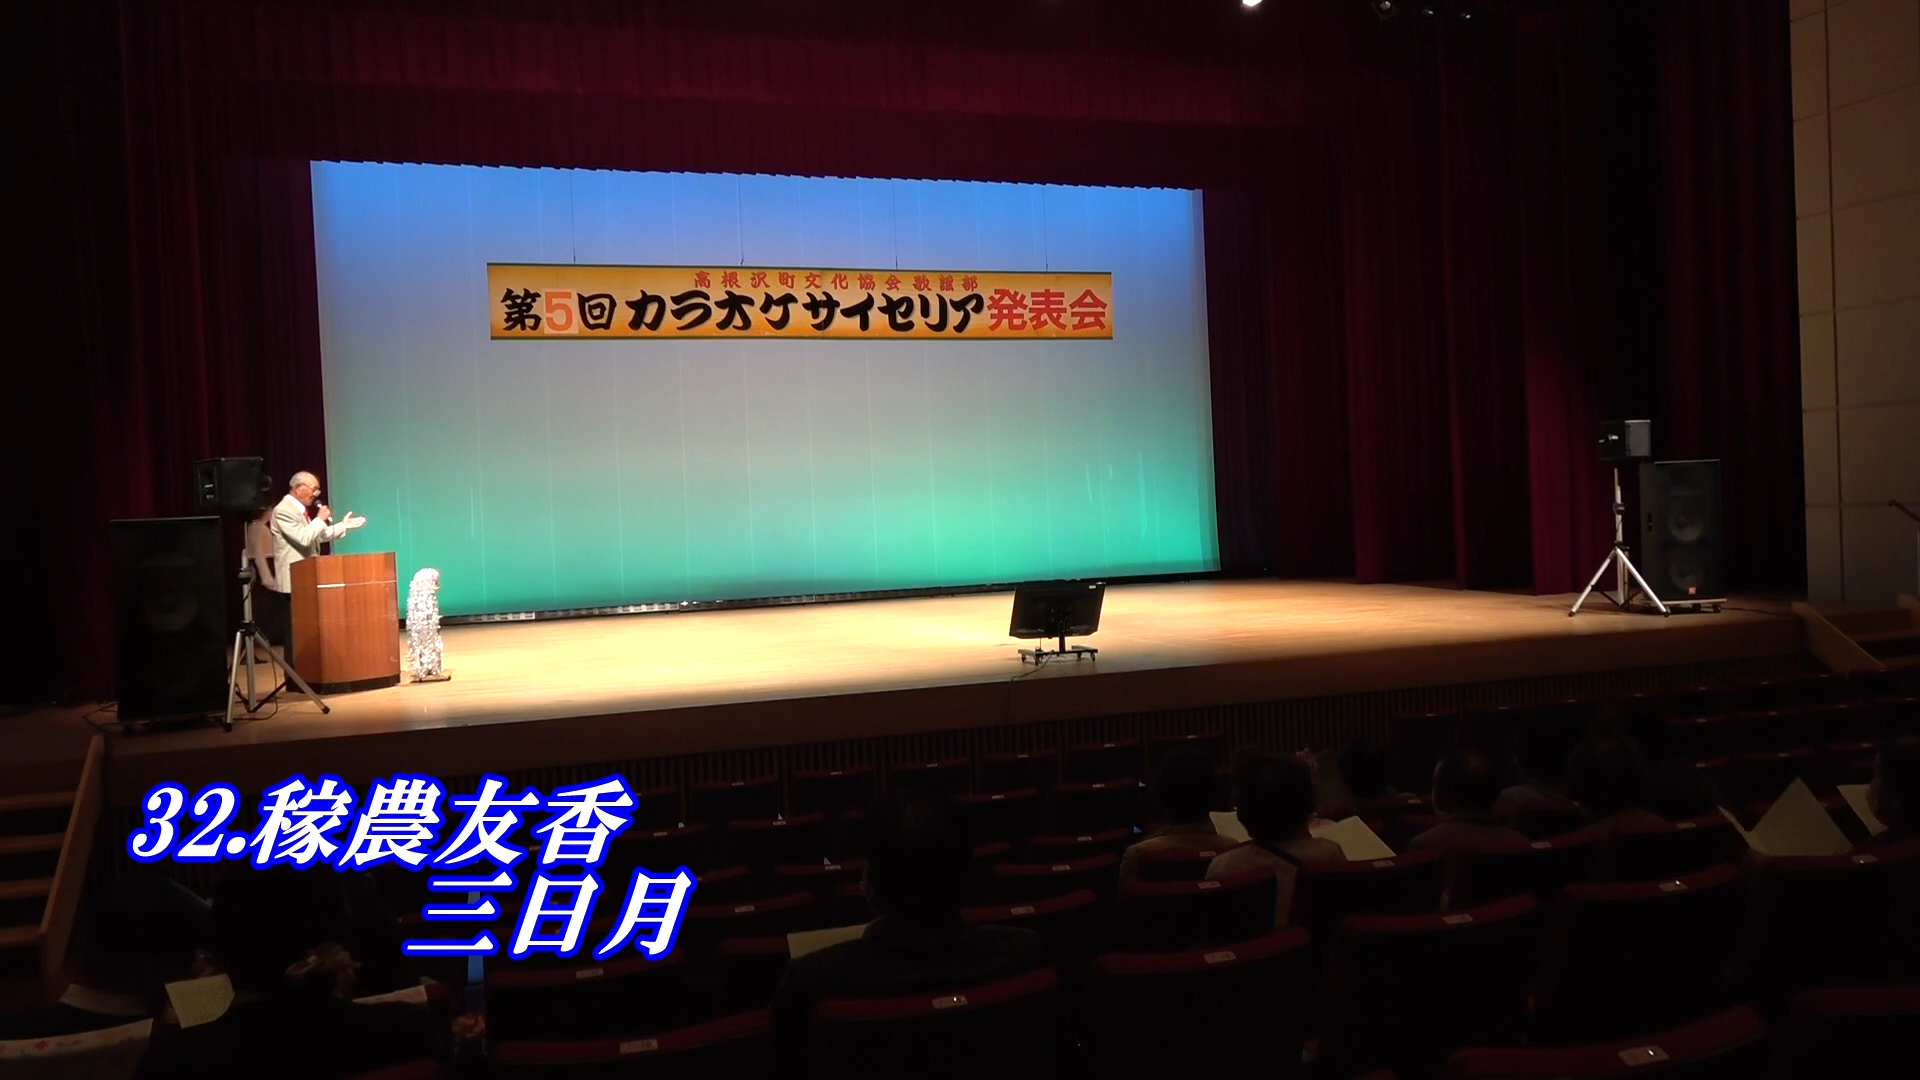 高根沢町文化協会歌謡部
第5回カラオケサイセリア発表会
32.稼農友香
三日月